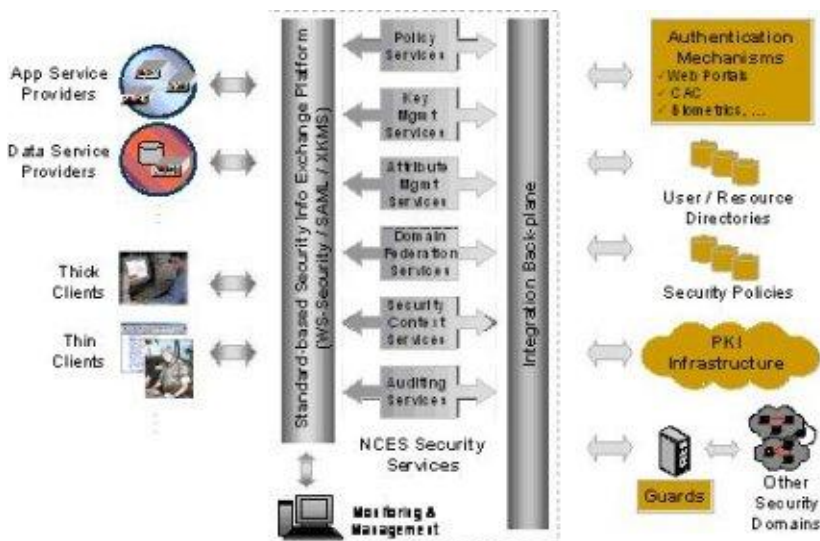 App Service
Providers
Data Service
Providers
Thick
Clients
Thin
Clients
Standard-based Security Info Exchange Platform
(WS-Security / SAML / XKMS)
Policy
Services
Key
Mgmt
Services
Attribute
Mgmt
Services
Domain
Federation
Services
Security
Context
Services
Auditing
Services
NCES Security
Services
Monitoring &
Management
Integration Back-plane
Authentication
Mechanisms
✓Web Portals
✓ CAC
✓ Biometrics, ...
User / Resource
Directories
Security Policies
PKI
Infrastructure
Guards
Other
Security
Domains